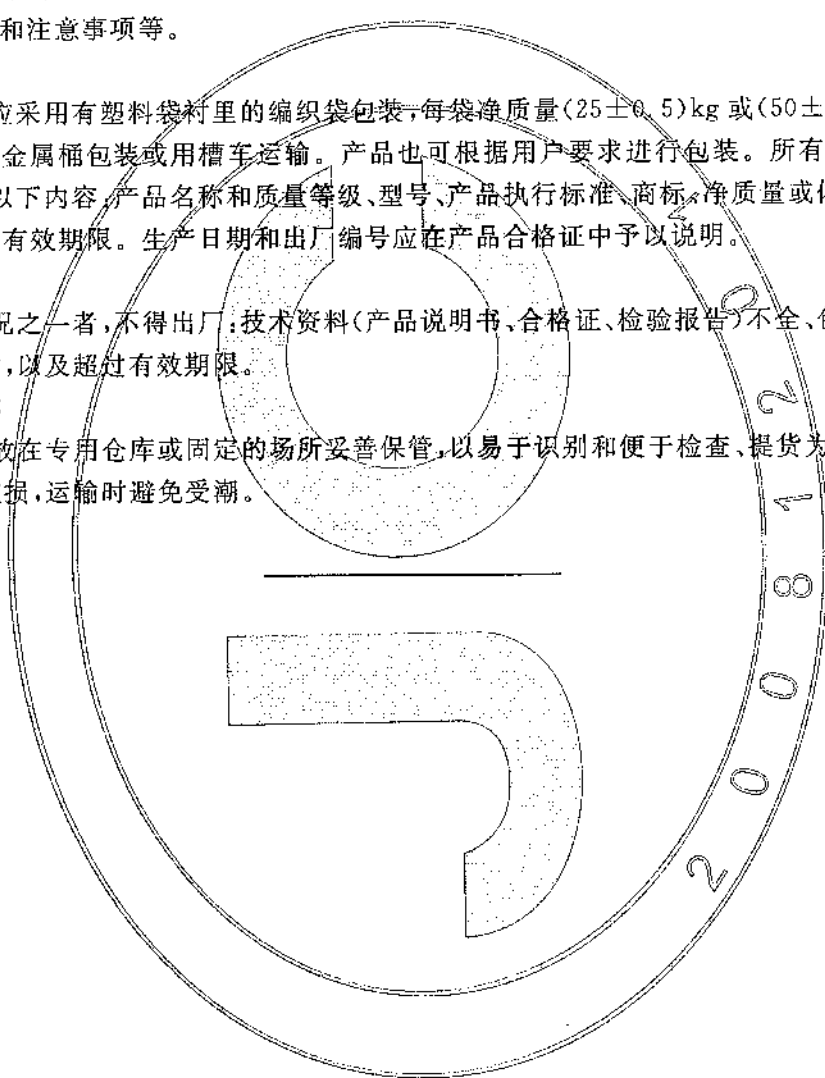 和注意事项等。
应采用有塑料袋衬里的编织袋包装,每袋净质量(25±0.5)kg或(50±
金属桶包装或用槽车运输。产品也可根据用户要求进行包装。所有
以下内容:产品名称和质量等级、型号、产品执行标准、商标、净质量或体
有效期限。生产日期和出厂编号应在产品合格证中予以说明。
况之一者,不得出厂:技术资料(产品说明书、合格证、检验报告)不全、包
,以及超过有效期限。
放在专用仓库或固定的场所妥善保管,以易于识别和便于检查、提货为
损,运输时避免受潮。
2008120